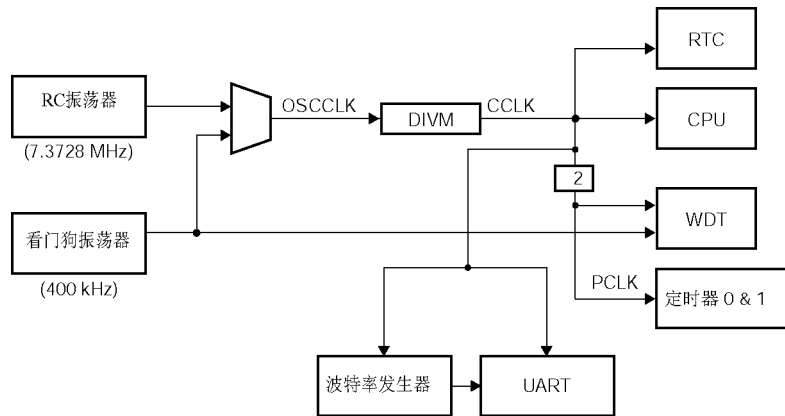 RTC
RC振荡器
OSCCLK
CCLK
DIVM
CPU
(7.3728 MHz)
2
WDT
看门狗振荡器
(400 kHz)
PCLK
定时器 0 & 1
波特率发生器
UART